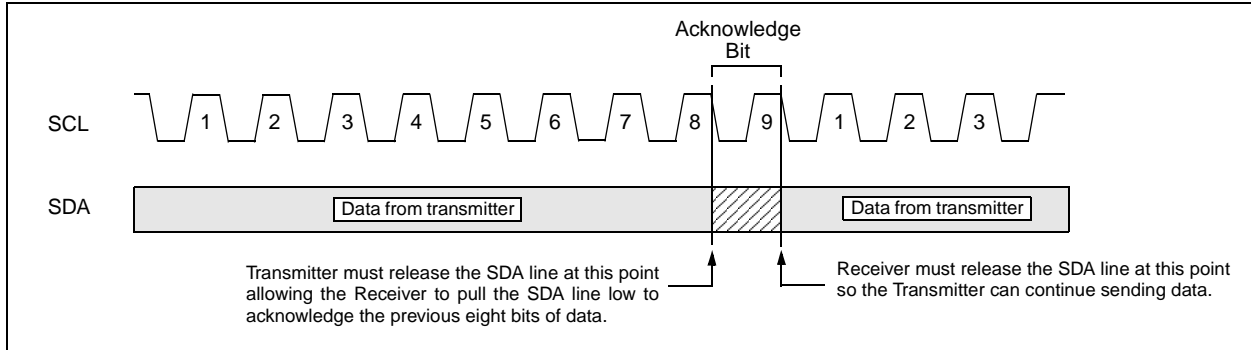 Acknowledge
Bit
SCL
1 2 3 4 5 6 7 8 9 1 2 3
SDA
Data from transmitter
Data from transmitter
Transmitter must release the SDA line at this point
allowing the Receiver to pull the SDA line low to
acknowledge the previous eight bits of data.
Receiver must release the SDA line at this point
so the Transmitter can continue sending data.